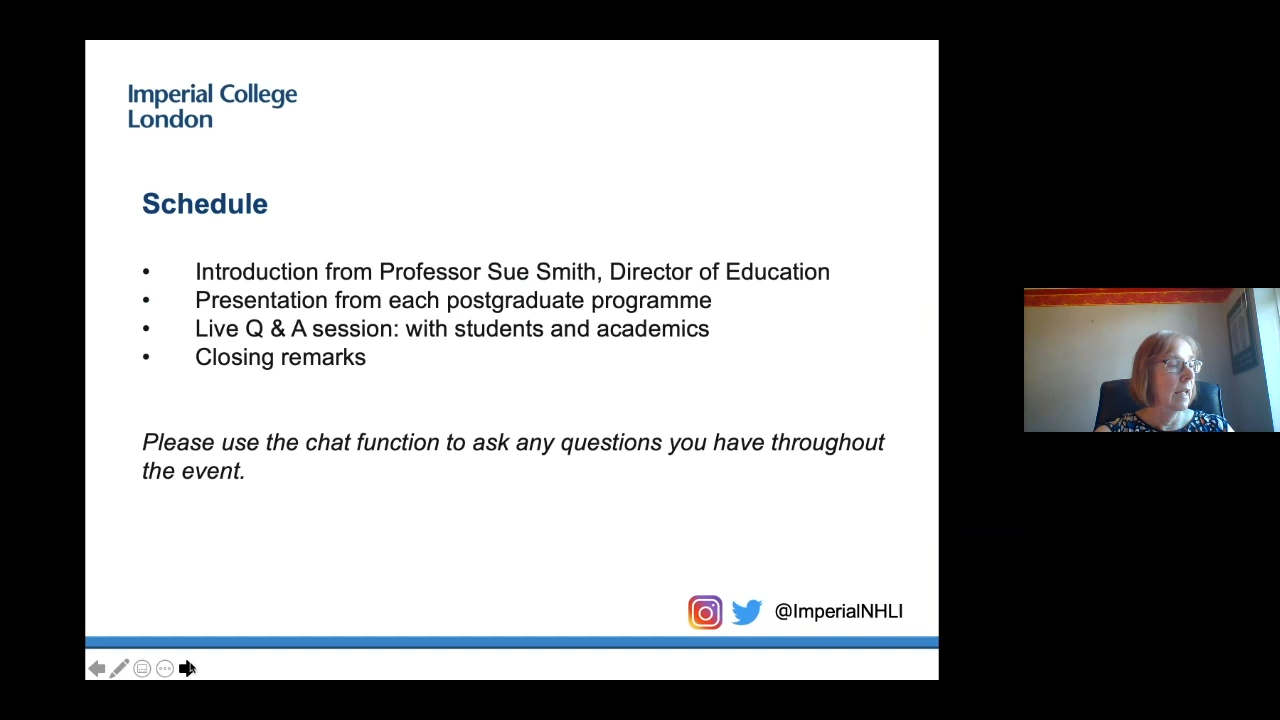 Imperial College
London
Schedule
• Introduction from Professor Sue Smith, Director of Education
• Presentation from each postgraduate programme
• Live Q & A session: with students and academics
• Closing remarks
Please use the chat function to ask any questions you have throughout
the event.
@ImperialNHLI